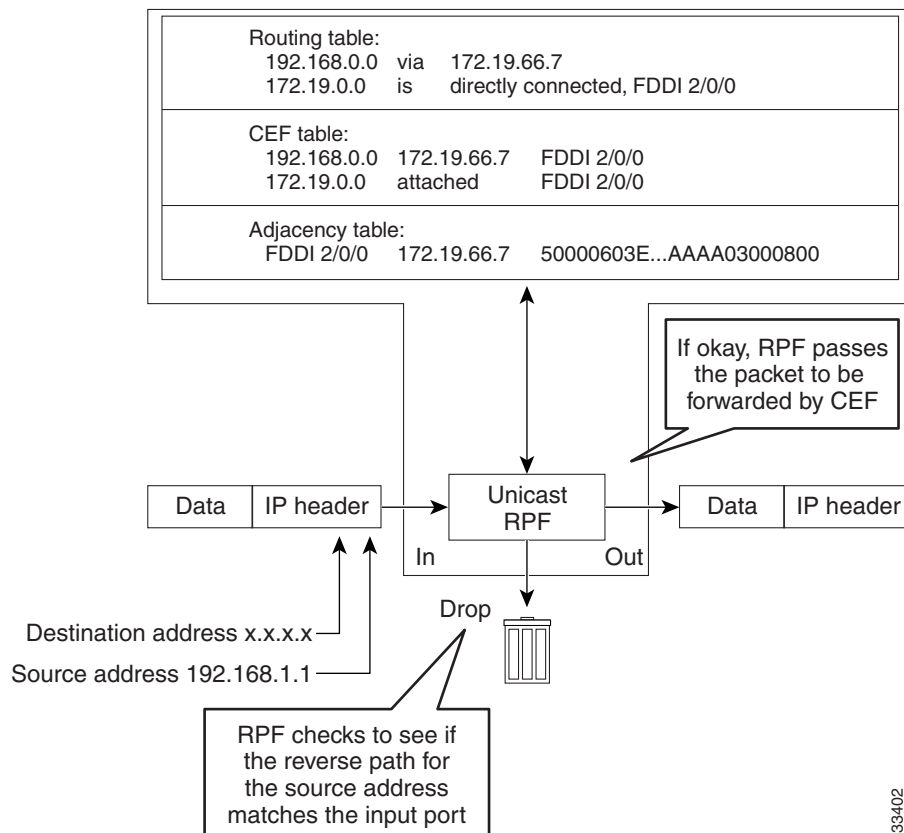 Routing table:
192.168.0.0 via 172.19.66.7
172.19.0.0 is directly connected, FDDI 2/0/0
CEF table:
192.168.0.0 172.19.66.7 FDDI 2/0/0
172.19.0.0 attached FDDI 2/0/0
Adjacency table:
FDDI 2/0/0 172.19.66.7 50000603E...AAAA03000800
If okay, RPF passes
the packet to be
forwarded by CEF
Data IP header
Unicast
RPF
Data IP header
In Out
Drop
Destination address x.x.x.x
Source address 192.168.1.1
RPF checks to see if
the reverse path for
the source address
matches the input port
33402